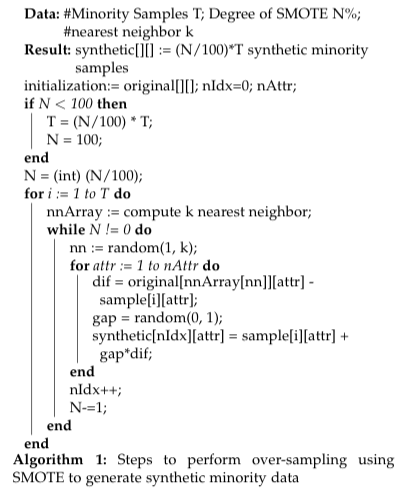 Data: #Minority Samples T; Degree of SMOTE N%;
#nearest neighbor k
Result: synthetic[][] := (N/100)*T synthetic minority
samples
initialization:= original[][]; nIdx=0; nAttr;
if N < 100 then
T = (N/100) * T;
N = 100;
end
N = (int) (N/100);
for i := 1 to T do
nnArray := compute k nearest neighbor;
while N != 0 do
nn := random(1, k);
for attr := 1 to nAttr do
dif = original[nnArray[nn]][attr] -
sample[i][attr];
gap = random(0, 1);
synthetic[nIdx][attr] = sample[i][attr] +
gap*dif;
end
nIdx++;
N-=1;
end
end
Algorithm 1: Steps to perform over-sampling using
SMOTE to generate synthetic minority data